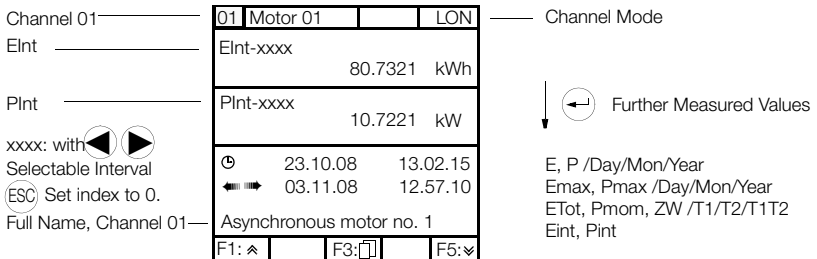 Channel 01
EInt
PInt
xxxx: with
Selectable Interval
ESC Set index to 0.
Full Name, Channel 01
01 Motor 01 LON
EInt-xxxx
80.7321 kWh
PInt-xxxx
10.7221 kW
23.10.08 13.02.15
03.11.08 12.57.10
Asynchronous motor no. 1
F1: F3: F5:
Channel Mode
Further Measured Values
E, P /Day/Mon/Year
Emax, Pmax /Day/Mon/Year
ETot, Pmom, ZW /T1/T2/T1T2
Eint, Pint